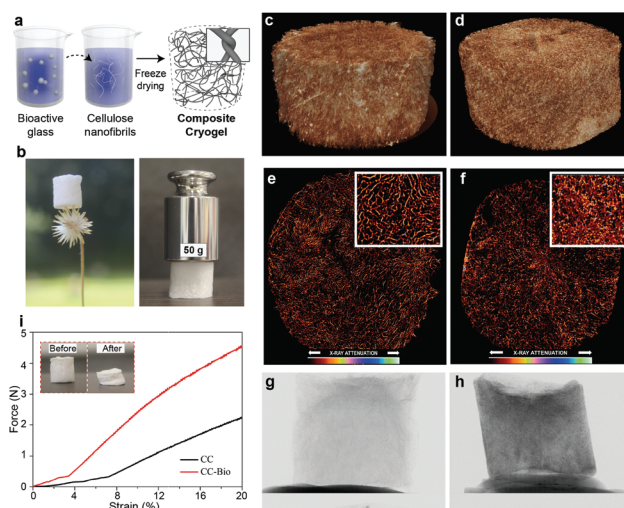 a
Bioactive
glass
Cellulose
nanofibrils
Freeze
drying
Composite
Cryogel
b
50 g
c
d
e
X-RAY ATTENUATION
f
X-RAY ATTENUATION
g
h
i
Before
After
Force (N)
5
4
3
2
1
0
CC
CC-Bio
0
4
8
12
16
20
Strain (%)